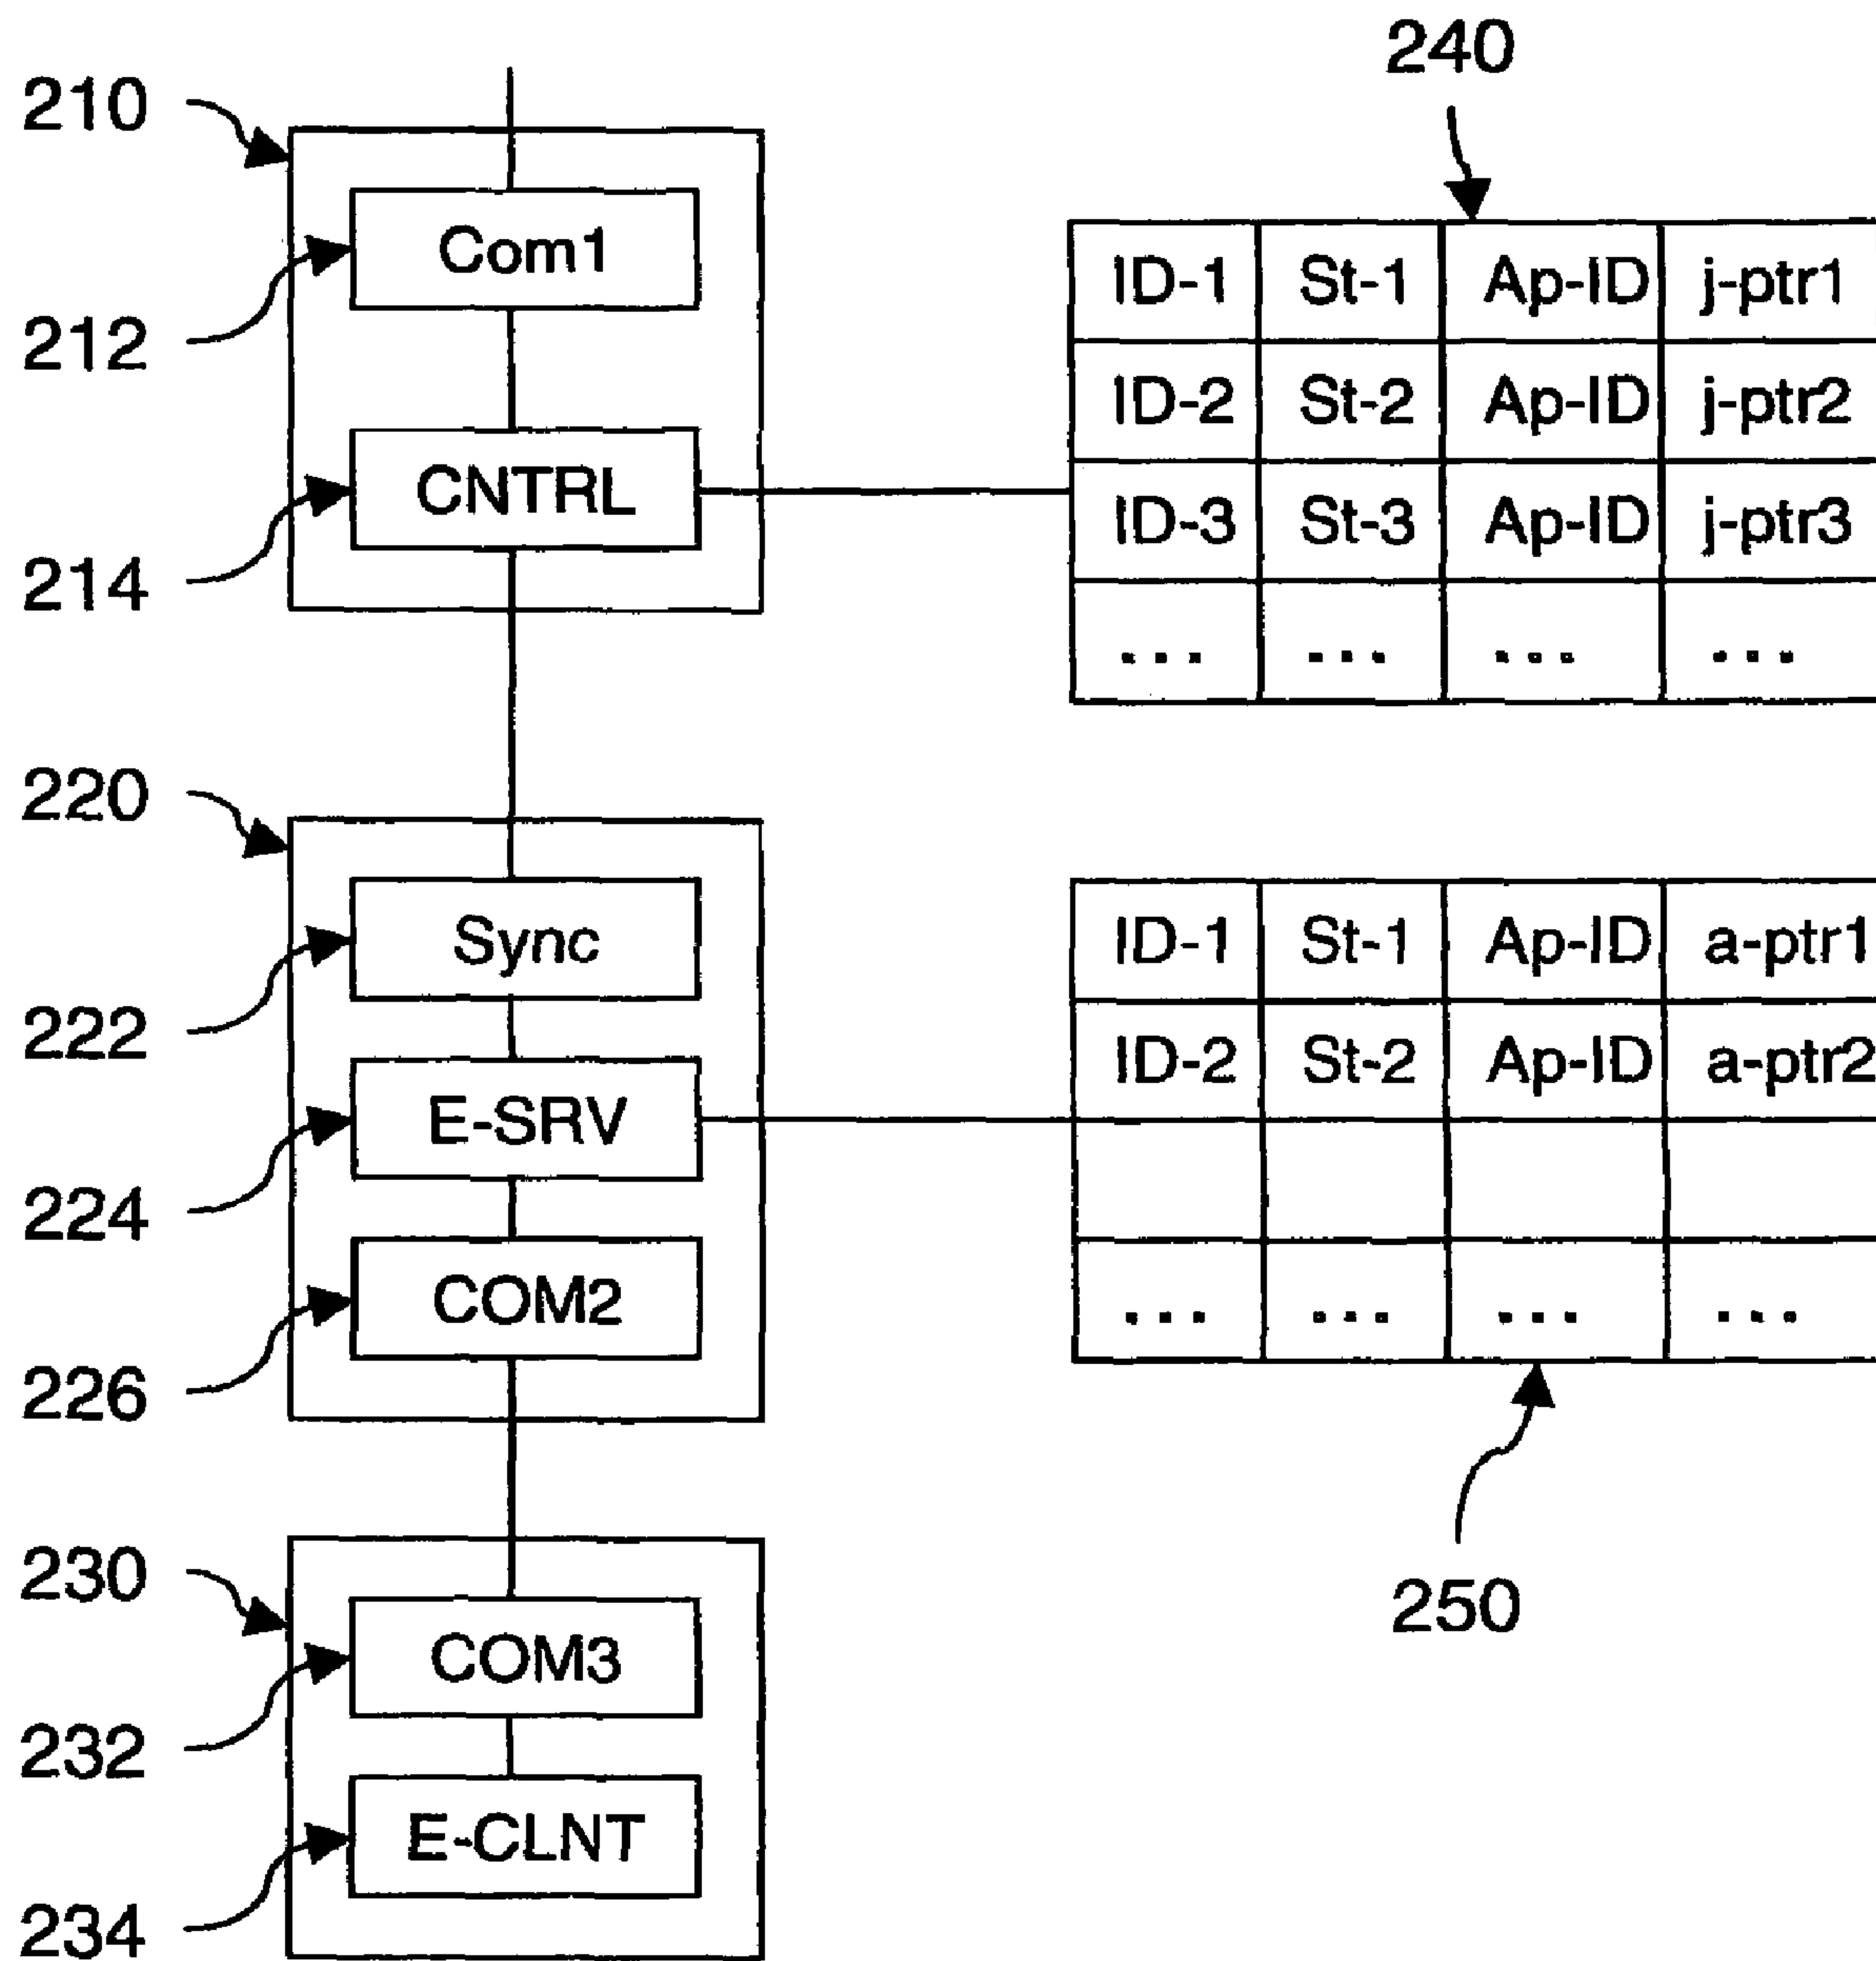 240
210
Com1
212
ID-1 St-1 Ap-ID j-ptr1
ID-2 St-2 Ap-ID j-ptr2
CNTRL
ID-3 St-3 Ap-ID j-ptr3
214
... ... ... ...
220
Sync
222
ID-1 St-1 Ap-ID a-ptr1
ID-2 St-2 Ap-ID a-ptr2
E-SRV
224
COM2
226
... ... ... ...
250
230
COM3
232
E-CLNT
234